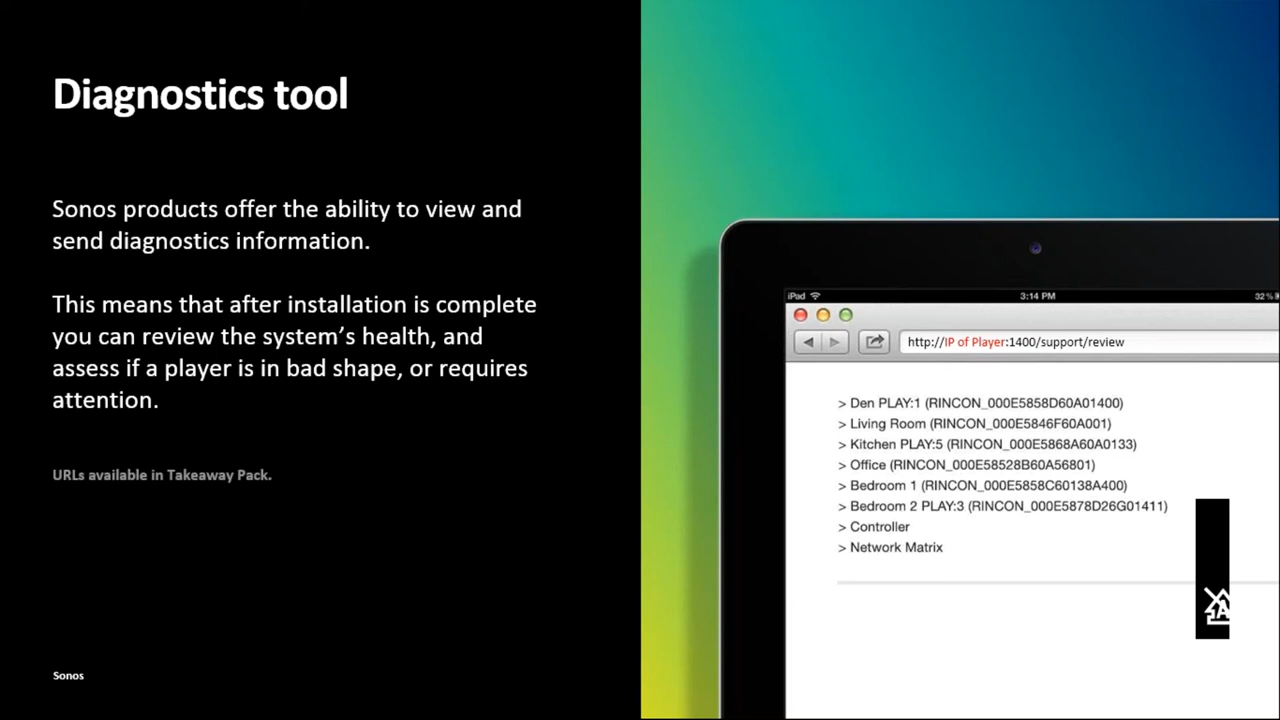 Diagnostics tool
Sonos products offer the ability to view and
send diagnostics information.
This means that after installation is complete
you can review the system’s health, and
assess if a player is in bad shape, or requires
attention.
URLs available in Takeaway Pack.
Sonos
iPad 3:14 PM 32%
http://IP of Player:1400/support/review
> Den PLAY:1 (RINCON_000E5858D60A01400)
> Living Room (RINCON_000E5846F60A001)
> Kitchen PLAY:5 (RINCON_000E5868A60A0133)
> Office (RINCON_000E58528B60A56801)
> Bedroom 1 (RINCON_000E5858C60138A400)
> Bedroom 2 PLAY:3 (RINCON_000E5878D26G01411)
> Controller
> Network Matrix